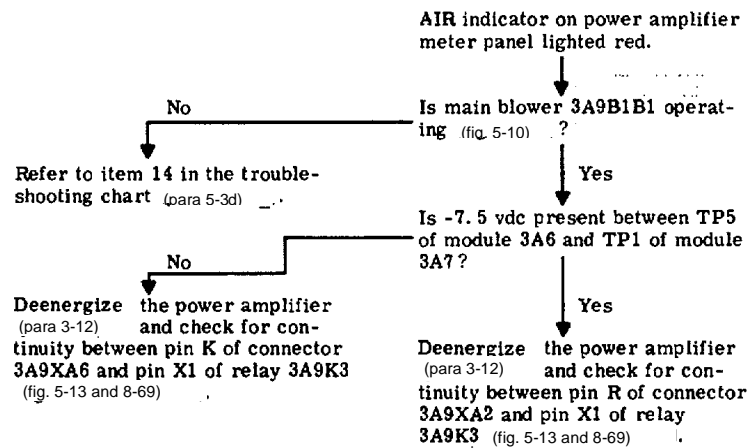 AIR indicator on power amplifier
meter panel lighted red.
No
Is main blower 3A9B1B1 operat-
ing (fig. 5-10) ?
Refer to item 14 in the trouble-
shooting chart (para 5-3d)
Yes
Is -7.5 vdc present between TP5
of module 3A6 and TP1 of module
3A7?
No
Deenergize the power amplifier
(para 3-12) and check for con-
tinuity between pin K of connector
3A9XA6 and pin X1 of relay 3A9K3
(fig. 5-13 and 8-69)
Yes
Deenergize the power amplifier
(para 3-12) and check for con-
tinuity between pin R of connector
3A9XA2 and pin X1 of relay
3A9K3 (fig. 5-13 and 8-69)